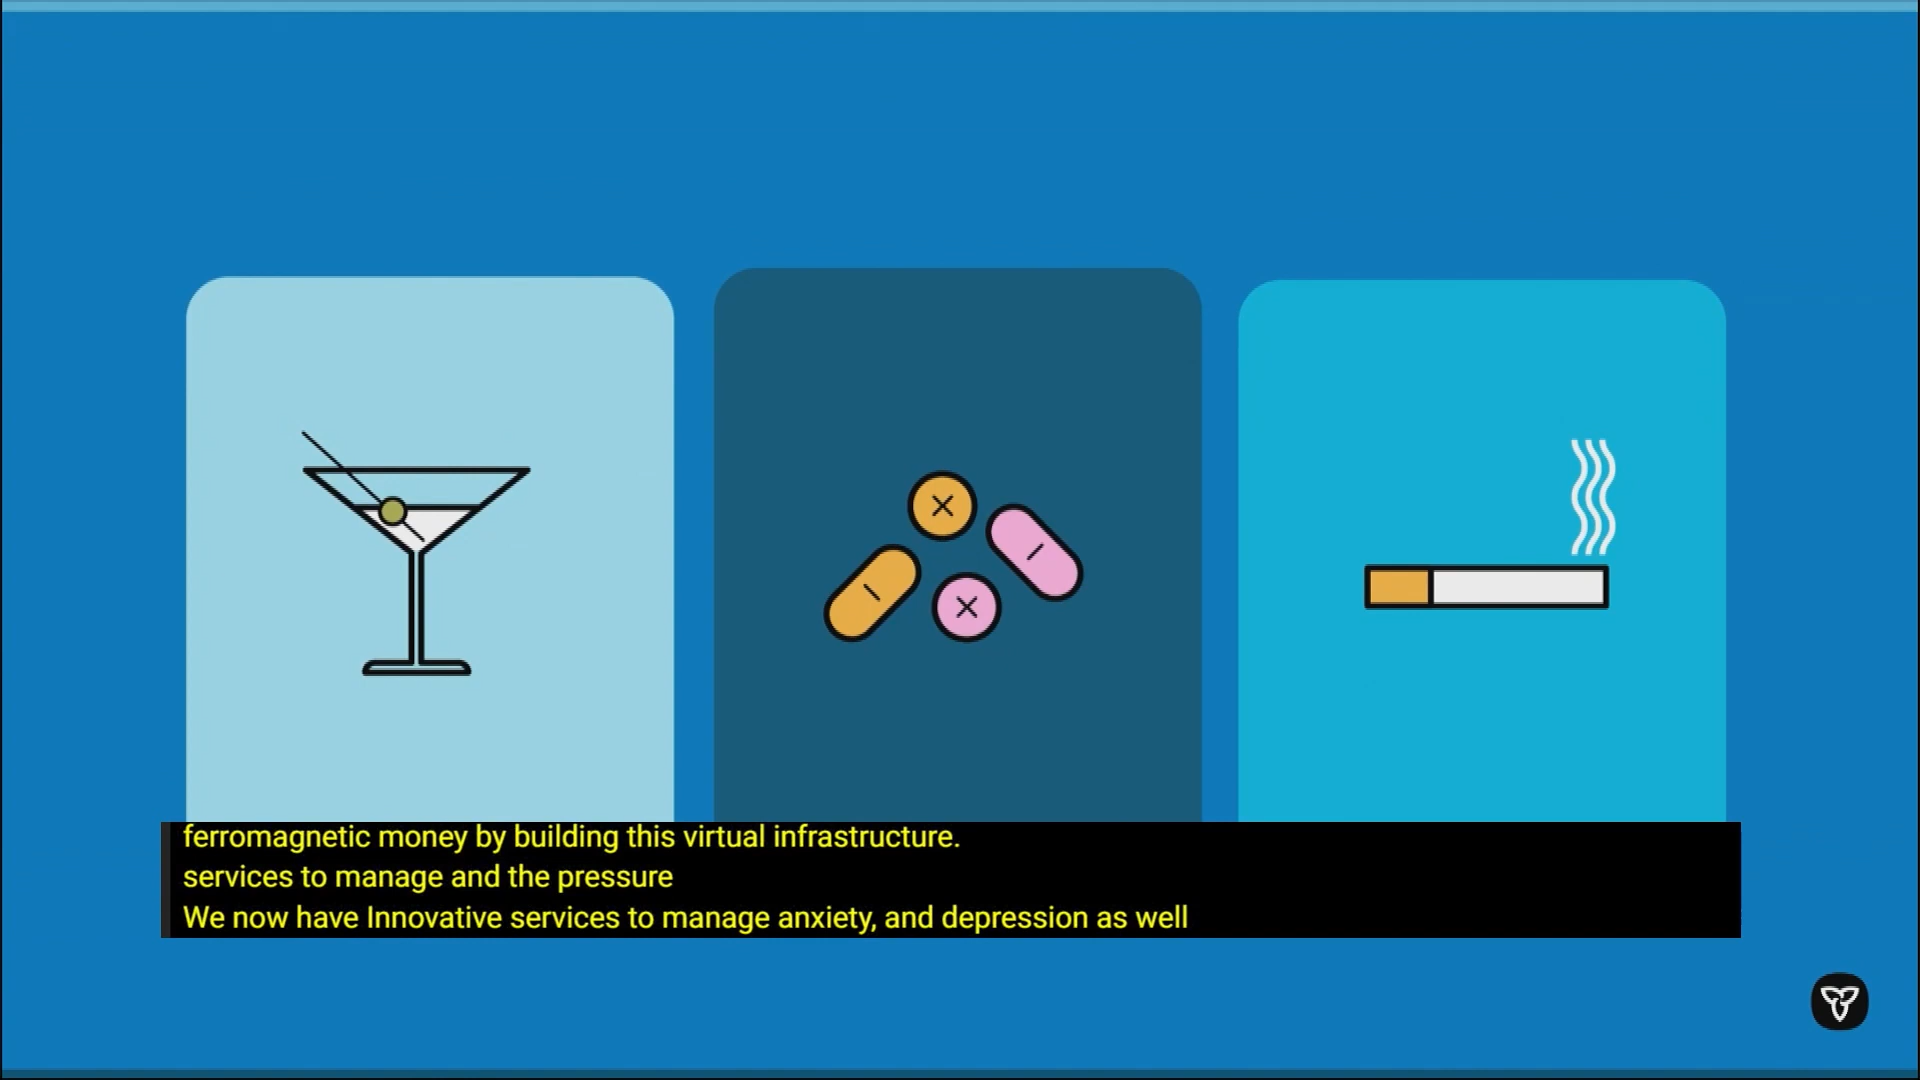 ferromagnetic money by building this virtual infrastructure.
services to manage and the pressure
We now have Innovative services to manage anxiety, and depression as well